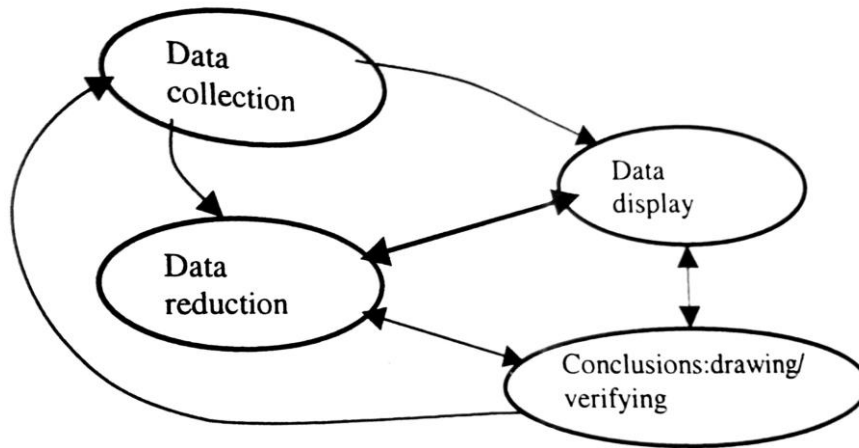 Data
collection
Data
display
Data
reduction
Conclusions:drawing/
verifying